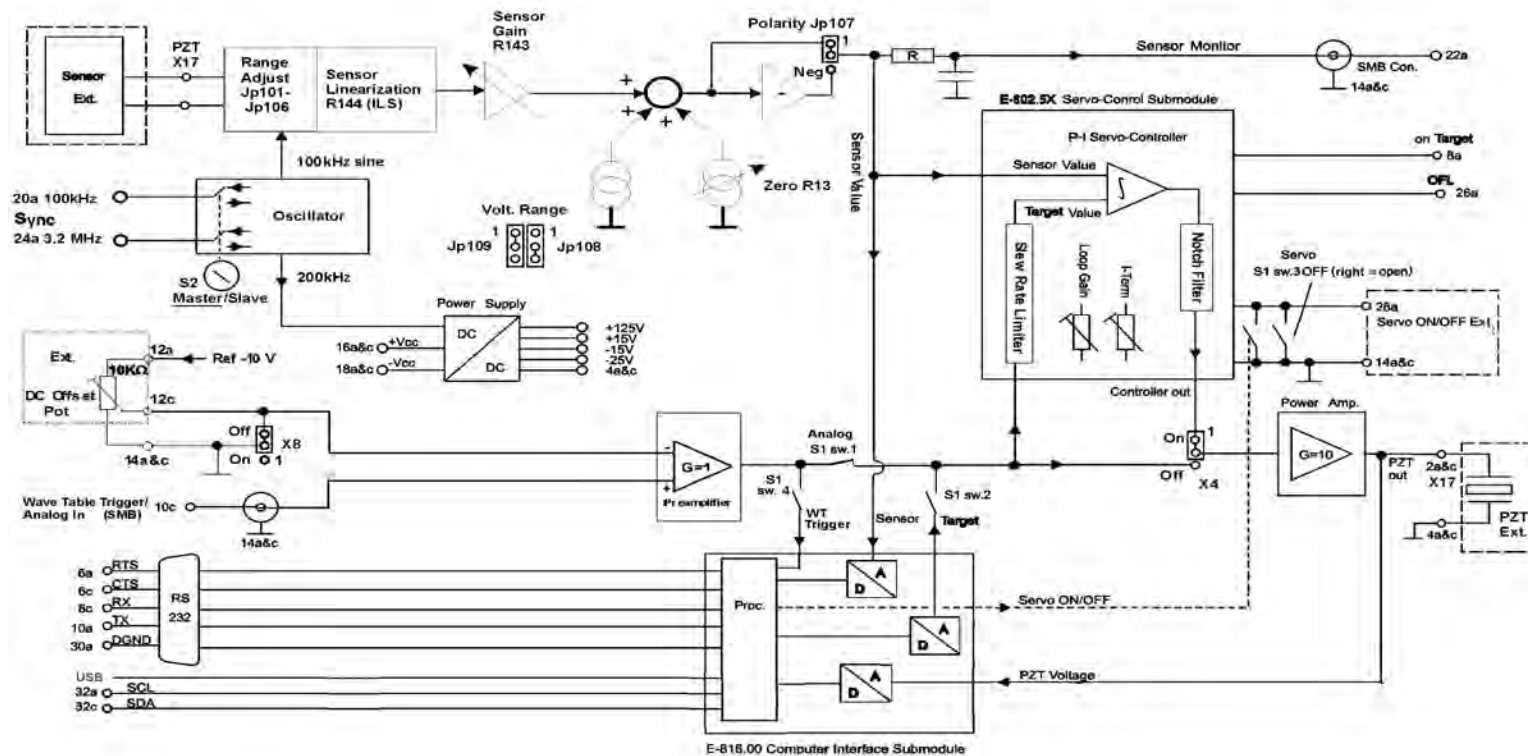 Sensor
Ext.
PZT
X17
Range
Adjust
Jp101-
Jp106
Sensor
Linearization
R144 (ILS)
Sensor
Gain
R143
+
+
+
+
Polarity Jp107
1
Neg
-
R
Sensor Monitor
SMB Con.
22a
14a&c
E-802.5X Servo-Conrol Submodule
P-I Servo-Controller
Sensor Value
∫
Target Value
Slew Rate Limiter
Loop Gain
I-Term
Notch Filter
Controller out
on Target
8a
OFL
26a
Servo
S1 sw.3 OFF (right = open)
28a
Servo ON/OFF Ext.
14a&c
Sensor Value
Zero R13
100kHz sine
20a 100kHz
Sync
24a 3.2 MHz
Oscillator
S2
Master/Slave
200kHz
Volt. Range
1
1
Jp109
Jp108
Power Supply
DC
DC
16a&c
+Vcc
18a&c
-Vcc
+125V
+15V
-15V
-25V
4a&c
Ext.
10KΩ
DC Offset
Pot
12a
Ref -10 V
12c
14a&c
Off
On
1
X8
Wave Table Trigger/
Analog In (SMB)
10c
14a&c
-
+
G=1
Preamplifier
Analog
S1 sw.1
S1
sw. 4
WT
Trigger
Sensor
S1 sw.2
Target
On
1
Off
X4
Power Amp.
G=10
PZT
out
2a&c
X17
4a&c
PZT
Ext.
6a
RTS
6c
CTS
8c
RX
10a
TX
30a
DGND
RS
232
USB
32a
SCL
32c
SDA
Proc.
A
D
A
D
A
D
Servo ON/OFF
PZT Voltage
E-816.00 Computer Interface Submodule